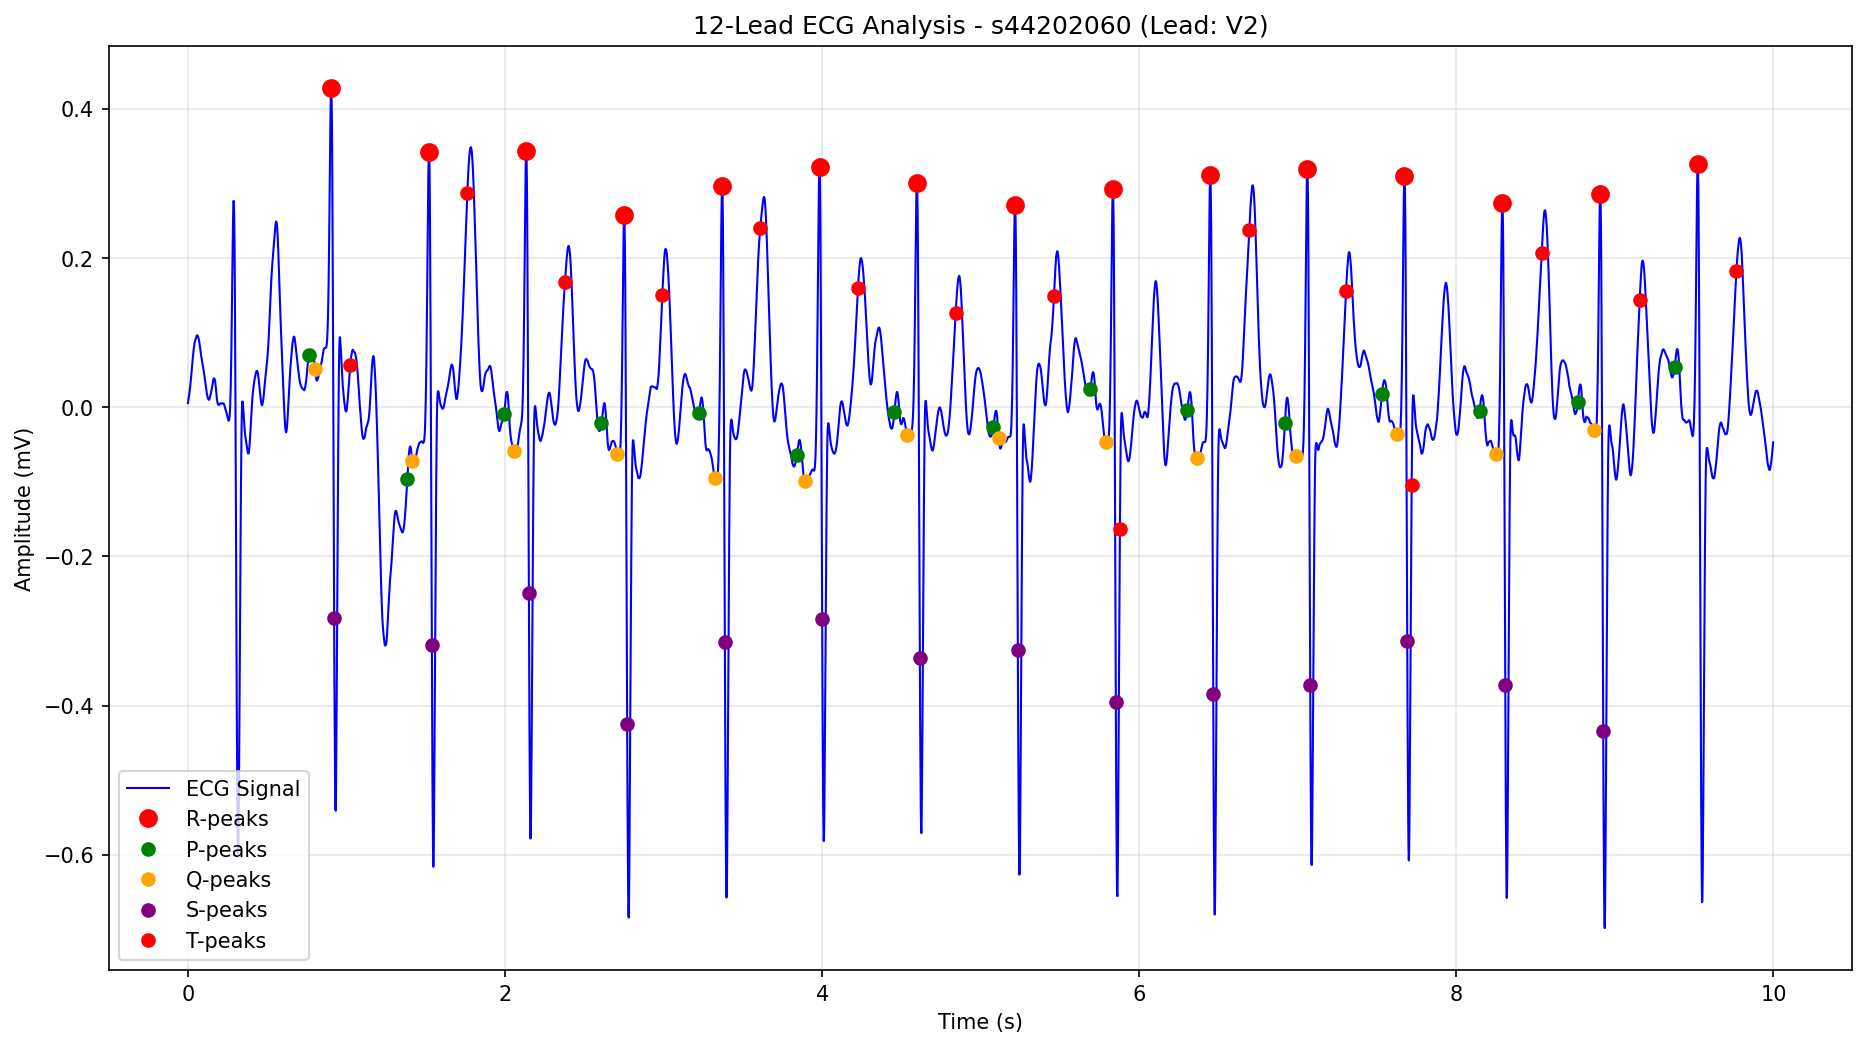 12-Lead ECG Analysis - s44202060 (Lead: V2)
Amplitude (mV)
0.4
0.2
0.0
−0.2
−0.4
−0.6
ECG Signal
R-peaks
P-peaks
Q-peaks
S-peaks
T-peaks
0 2 4 6 8 10
Time (s)